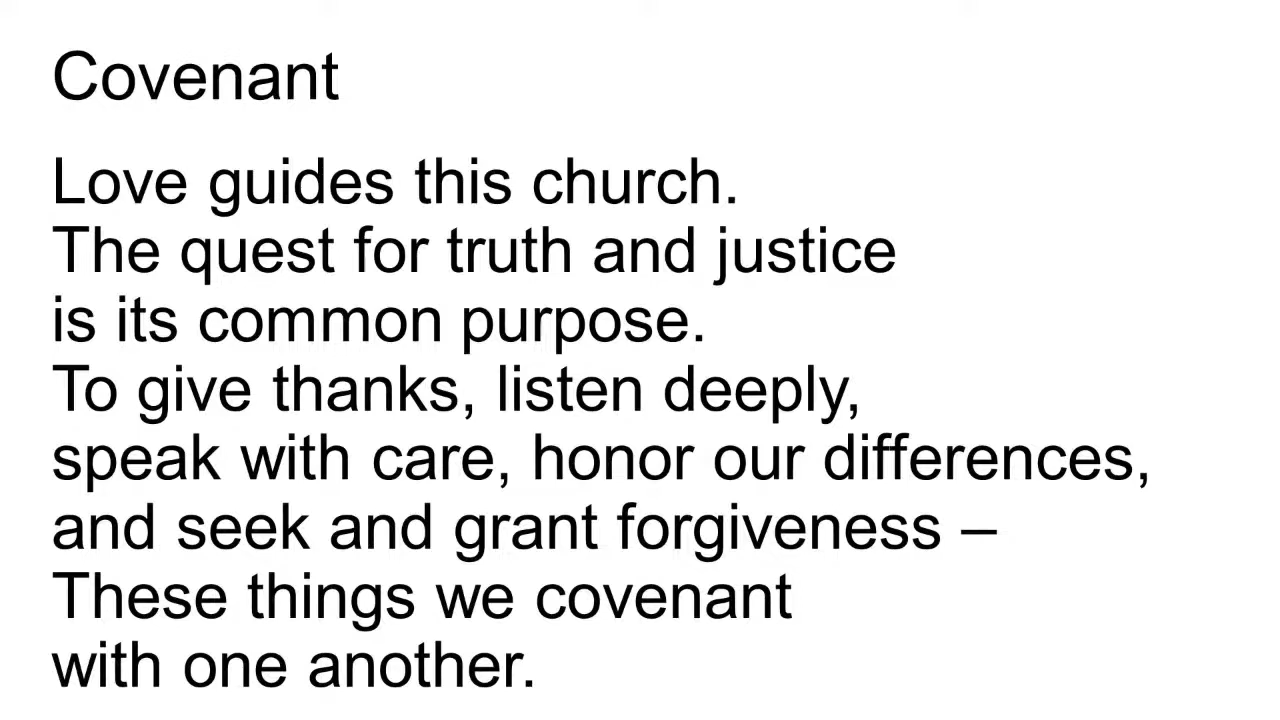 Covenant
Love guides this church.
The quest for truth and justice
is its common purpose.
To give thanks, listen deeply,
speak with care, honor our differences,
and seek and grant forgiveness –
These things we covenant
with one another.